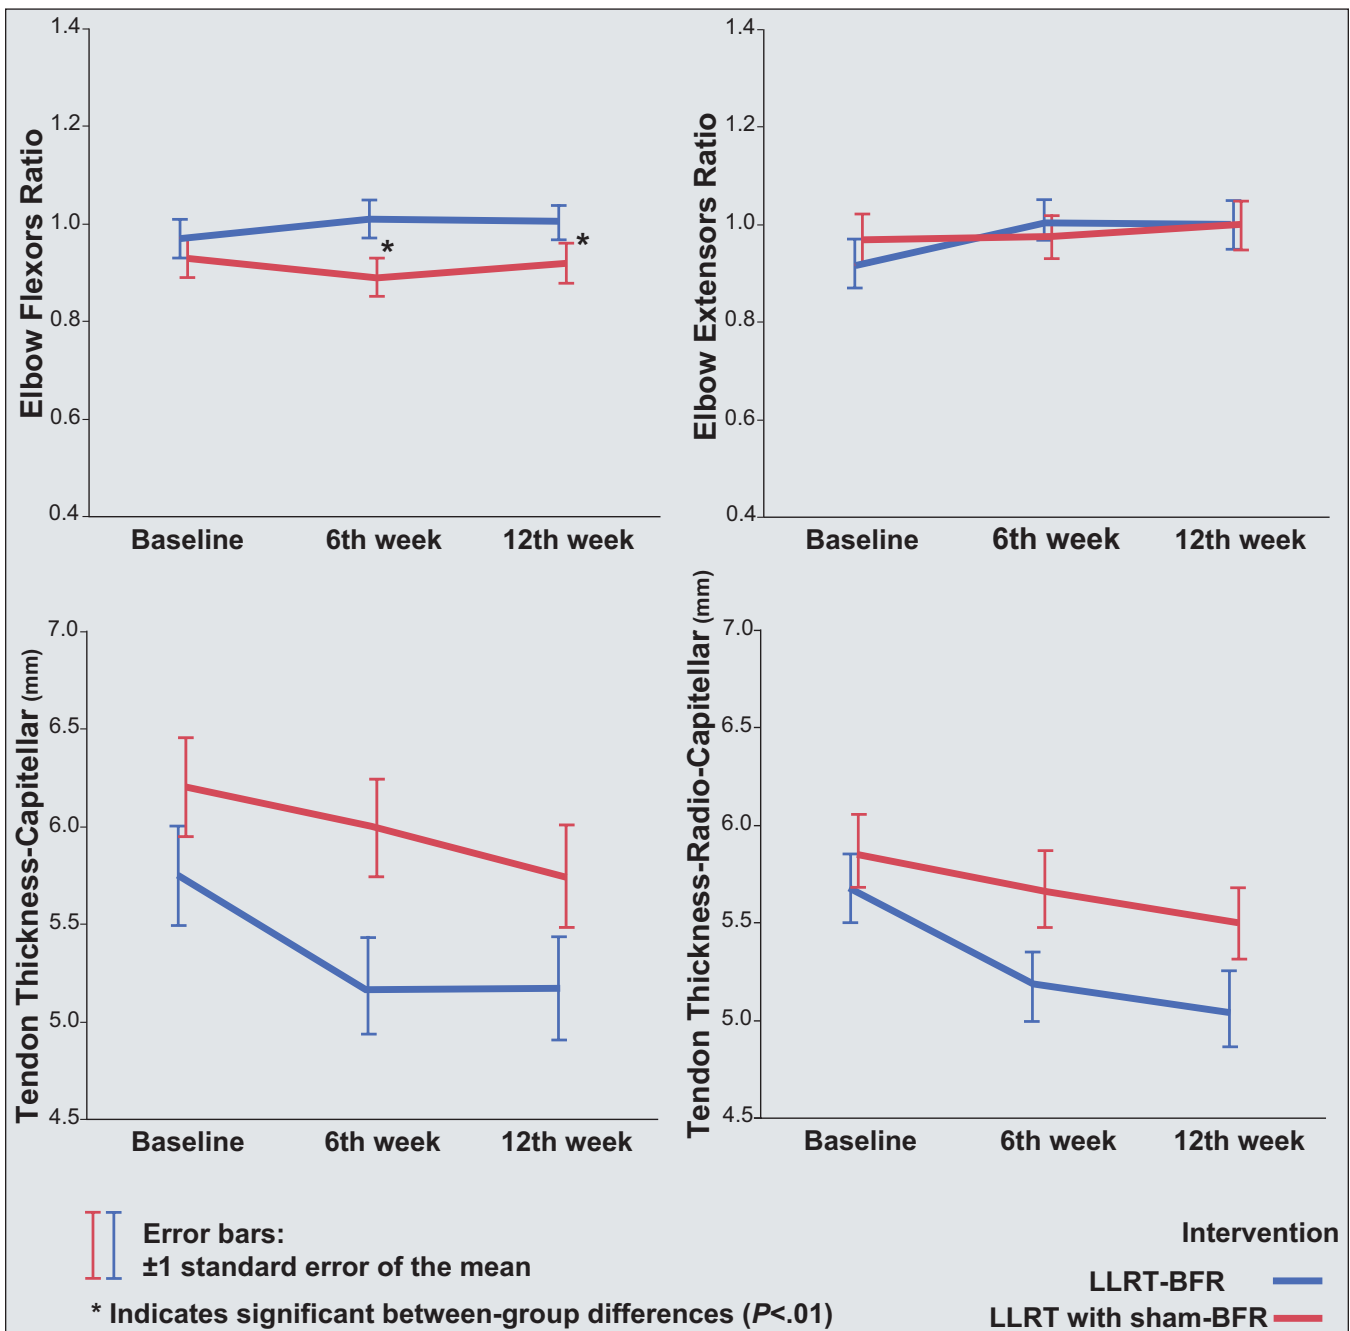 Elbow Flexors Ratio
1.4
1.2
1.0
0.8
0.6
0.4
*
*
Baseline 6th week 12th week
Elbow Extensors Ratio
1.4
1.2
1.0
0.8
0.6
0.4
Baseline 6th week 12th week
Tendon Thickness-Capitellar (mm)
7.0
6.5
6.0
5.5
5.0
4.5
Baseline 6th week 12th week
Tendon Thickness-Radio-Capitellar (mm)
7.0
6.5
6.0
5.5
5.0
4.5
Baseline 6th week 12th week
Error bars:
±1 standard error of the mean
* Indicates significant between-group differences (P<.01)
Intervention
LLRT-BFR
LLRT with sham-BFR